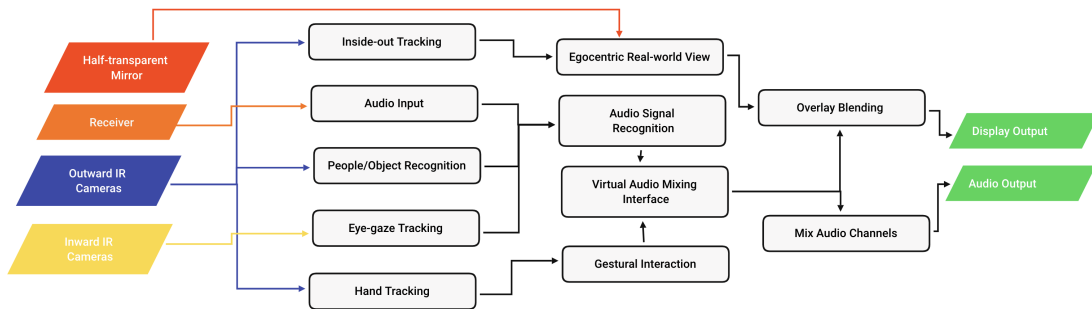 Half-transparent
Mirror
Receiver
Outward IR
Cameras
Inward IR
Cameras
Inside-out Tracking
Audio Input
People/Object Recognition
Eye-gaze Tracking
Hand Tracking
Egocentric Real-world View
Audio Signal
Recognition
Virtual Audio Mixing
Interface
Gestural Interaction
Overlay Blending
Mix Audio Channels
Display Output
Audio Output